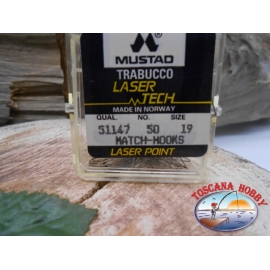 MUSTAD
TRABUCCO
LASER
TECH
MADE IN NORWAY
QUAL. NO. SIZE
51147 50 19
MATCH-HOOKS
LASER POINT
TOSCANA HOBBY